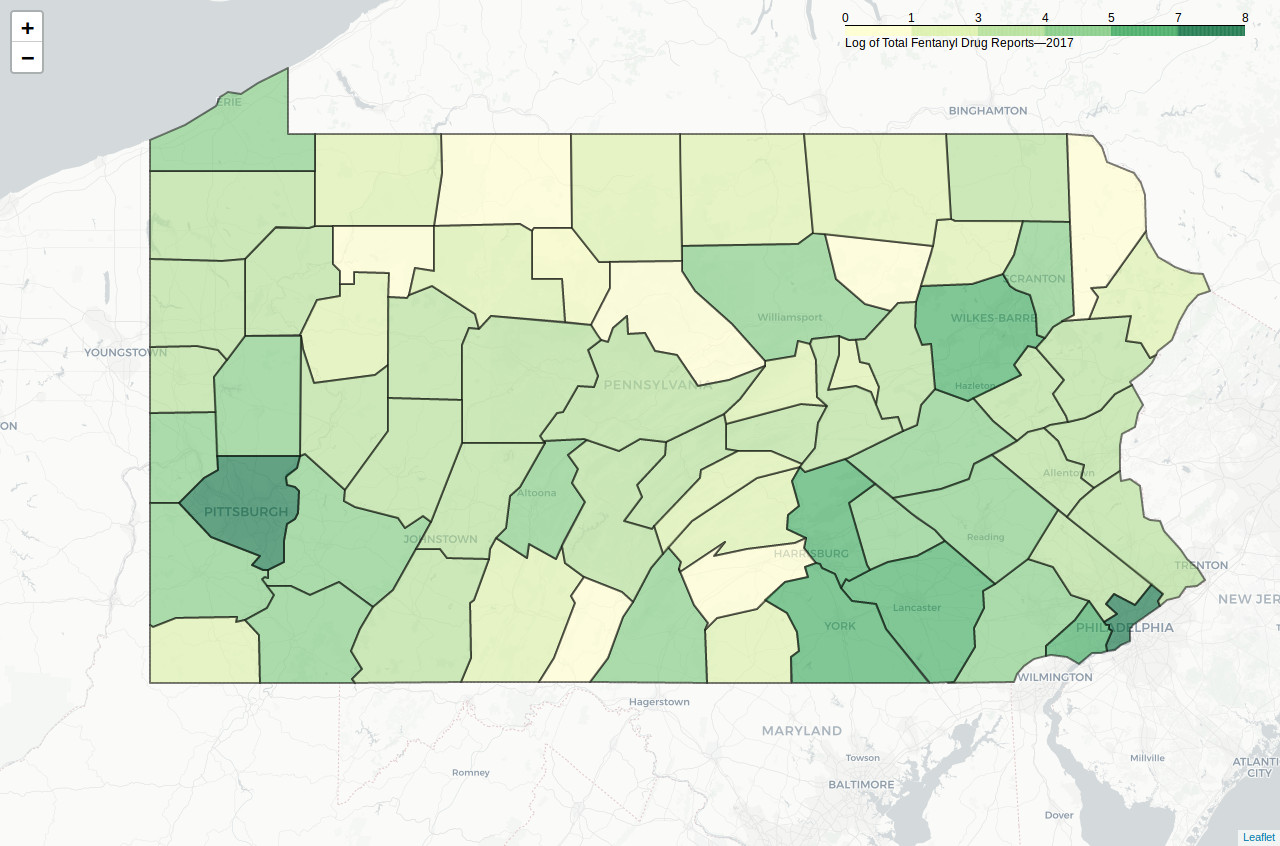 +
−
0 1 3 4 5 7 8
Log of Total Fentanyl Drug Reports—2017
ERIE
BINGHAMTON
SCRANTON
Williamsport
WILKES-BARRE
YOUNGSTOWN
PENNSYLVANIA
Hazleton
ON
Allentown
Altoona
PITTSBURGH
JOHNSTOWN
Reading
HARRISBURG
TRENTON
NEW JER
Lancaster
YORK
PHILADELPHIA
WILMINGTON
Hagerstown
MARYLAND
Towson
Millville
ATLANTI
CITY
Romney
BALTIMORE
Dover
Leaflet